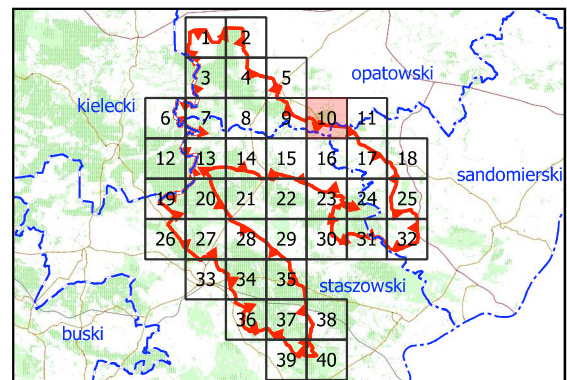 1 2
3 4 5
opatowski
kielecki
6 7 8 9 10 11
12 13 14 15 16 17 18
sandomierski
19 20 21 22 23 24 25
26 27 28 29 30 31 32
33 34 35
staszowski
36 37 38
buski
39 40